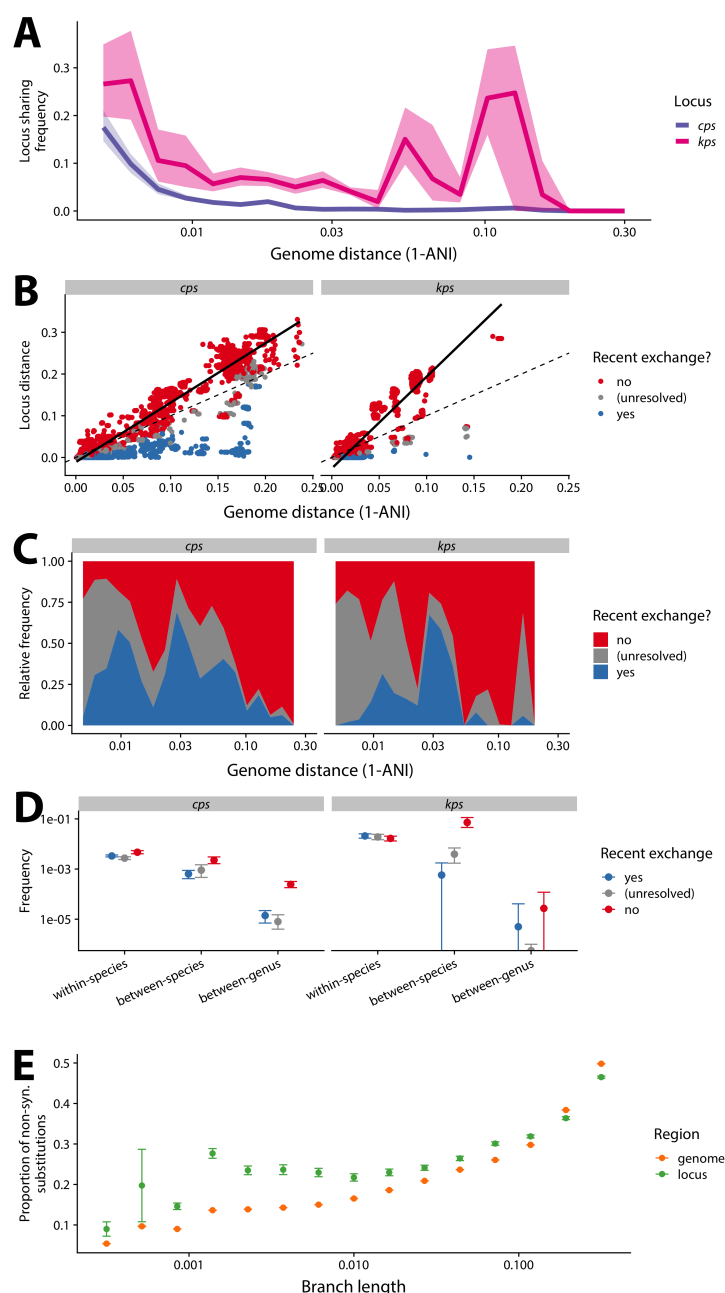 A
Locus sharing
frequency
0.3
0.2
0.1
0.0
0.01
0.03
0.10
0.30
Genome distance (1-ANI)
Locus
cps
kps
B
cps
kps
Locus distance
0.3
0.2
0.1
0.0
0.00
0.05
0.10
0.15
0.20
0.25
0.00
0.05
0.10
0.15
0.20
0.25
Genome distance (1-ANI)
Recent exchange?
no
(unresolved)
yes
C
cps
kps
Relative frequency
1.00
0.75
0.50
0.25
0.00
0.01
0.03
0.10
0.30
0.01
0.03
0.10
0.30
Genome distance (1-ANI)
Recent exchange?
no
(unresolved)
yes
D
cps
kps
Frequency
1e-01
1e-03
1e-05
within-species
between-species
between-genus
within-species
between-species
between-genus
Recent exchange
yes
(unresolved)
no
E
Proportion of non-syn.
substitutions
0.5
0.4
0.3
0.2
0.1
0.001
0.010
0.100
Branch length
Region
genome
locus